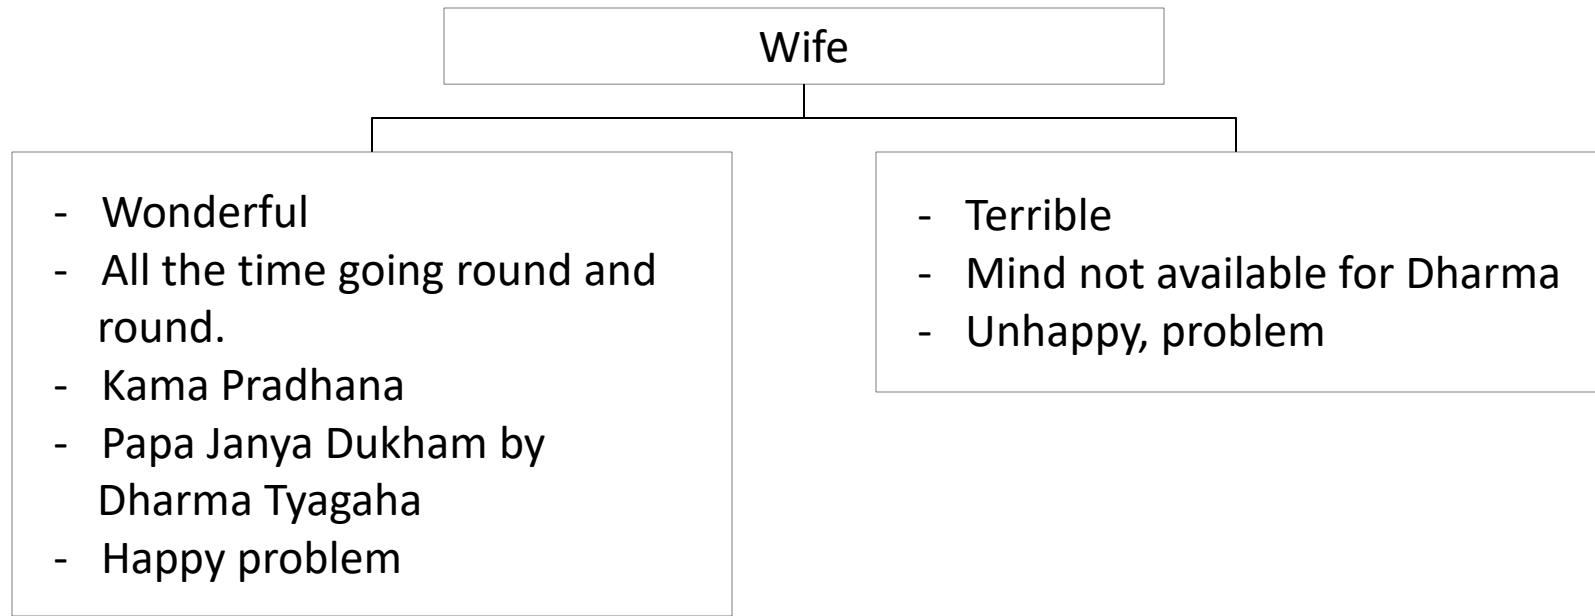 Wife
- Wonderful
- All the time going round and
round.
- Kama Pradhana
- Papa Janya Dukham by
Dharma Tyagaha
- Happy problem
- Terrible
- Mind not available for Dharma
- Unhappy, problem